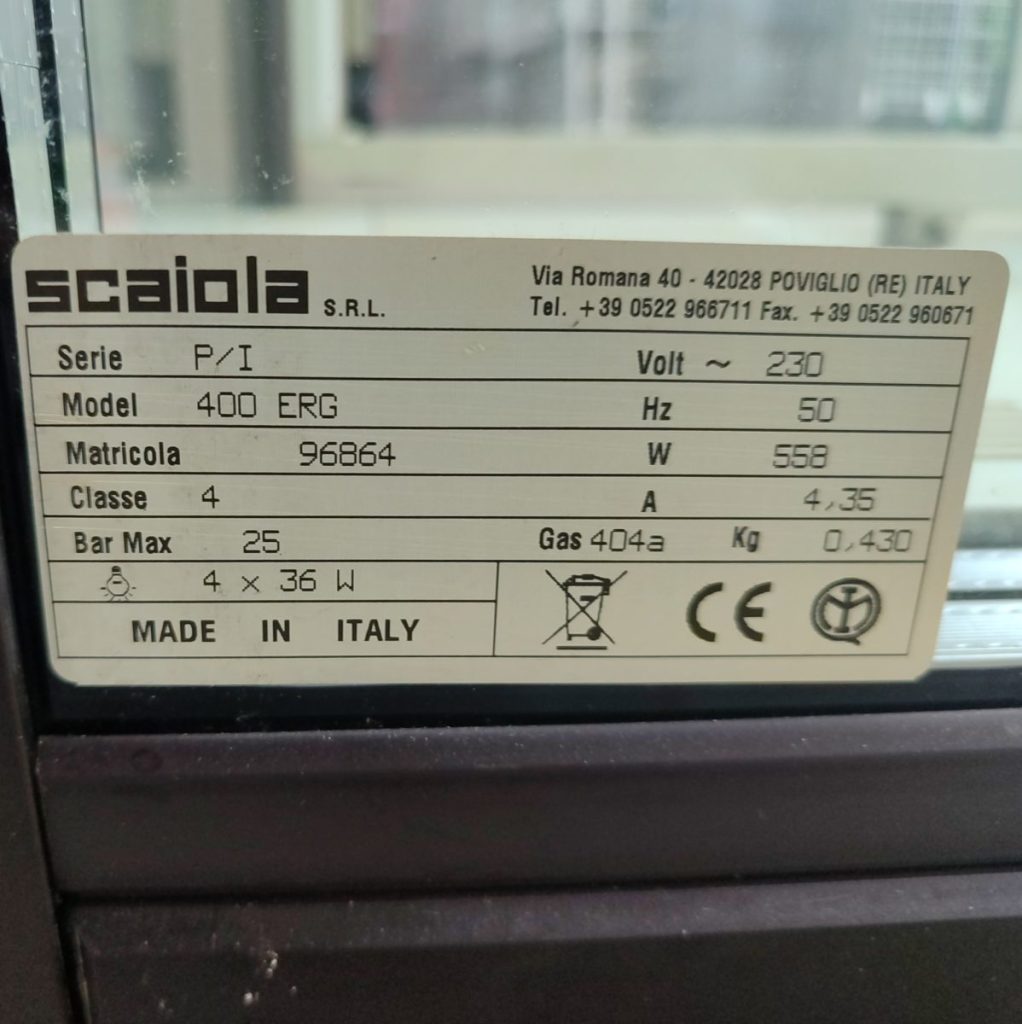 scaiola S.R.L.
Via Romana 40 - 42028 POVIGLIO (RE) ITALY
Tel. +39 0522 966711 Fax. +39 0522 960671
Serie P/I Volt ~ 230
Model 400 ERG Hz 50
Matricola 96864 W 558
Classe 4 A 4,35
Bar Max 25 Gas 404a Kg 0,430
4 x 36 W
MADE IN ITALY
CE